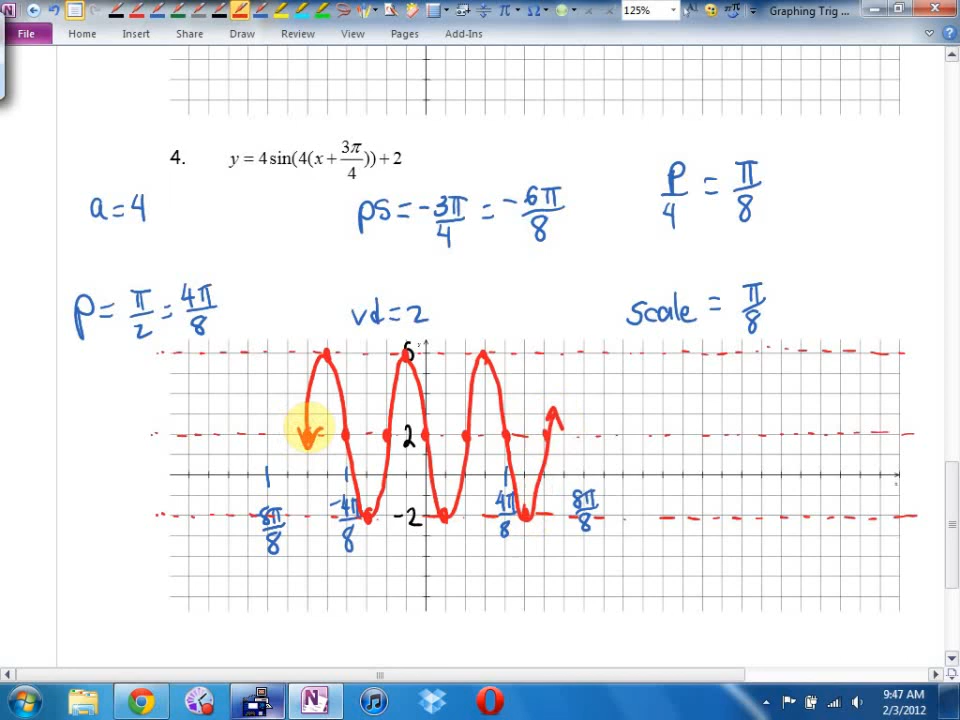 125%
Graphing Trig ...
File Home Insert Share Draw Review View Pages Add-Ins
4. y = 4 sin(4(x + 3π/4)) + 2
a = 4
ps = -3π/4 = -6π/8
P/4 = π/8
p = π/2 = 4π/8
vd = 2
scale = π/8
6
2
-2
8π/8
-4π/8
4π/8
8π/8
9:47 AM
2/3/2012